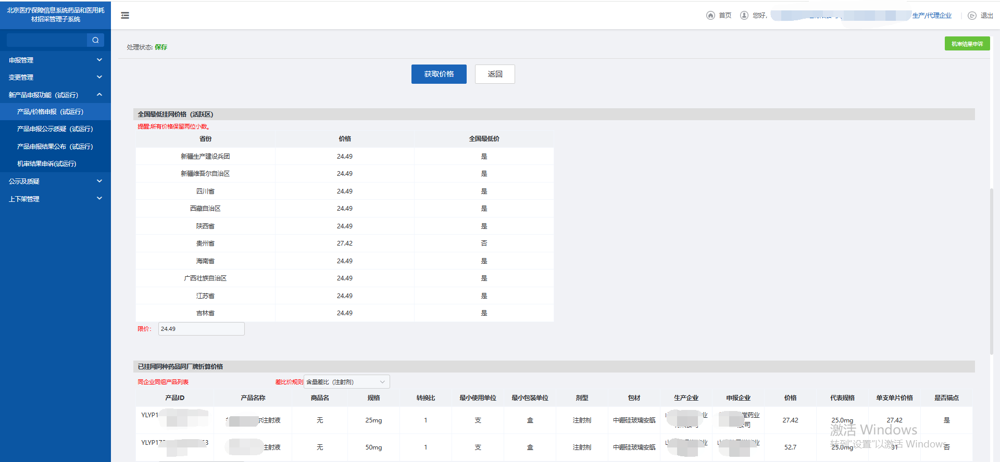 北京医疗保障信息系统药品和医用耗
材招采管理子系统
首页
您好,
生产/代理企业
退出
申报管理
变更管理
新产品申报功能（试运行）
产品/价格申报（试运行）
产品申报公示质疑（试运行）
产品申报结果公布（试运行）
机审结果申诉(试运行)
公示及质疑
上下架管理
处理状态: 保存
机审结果申诉
获取价格 返回
全国最低挂网价格（活跃区）
提醒:所有价格保留两位小数。
省份 价格 全国最低价
新疆生产建设兵团 24.49 是
新疆维吾尔自治区 24.49 是
四川省 24.49 是
西藏自治区 24.49 是
陕西省 24.49 是
贵州省 27.42 否
海南省 24.49 是
广西壮族自治区 24.49 是
江苏省 24.49 是
吉林省 24.49 是
限价: 24.49
已挂网同种药品同厂牌折算价格
同企业同组产品列表 差比价规则 含量差比（注射剂）
产品ID 产品名称 商品名 规格 转换比 最小使用单位 最小包装单位 剂型 包材 生产企业 申报企业 价格 代表规格 单支单片价格 是否锚点
YLYP1 尔注射液 无 25mg 1 支 盒 注射剂 中硼硅玻璃安瓿 业 堂药业 公司 27.42 25.0mg 27.42 是
YLYP17 3 注射液 无 50mg 1 支 盒 注射剂 中硼硅玻璃安瓿 业 业 52.7 25.0mg 31 否
激活 Windows
转到"设置"以激活 Windows。